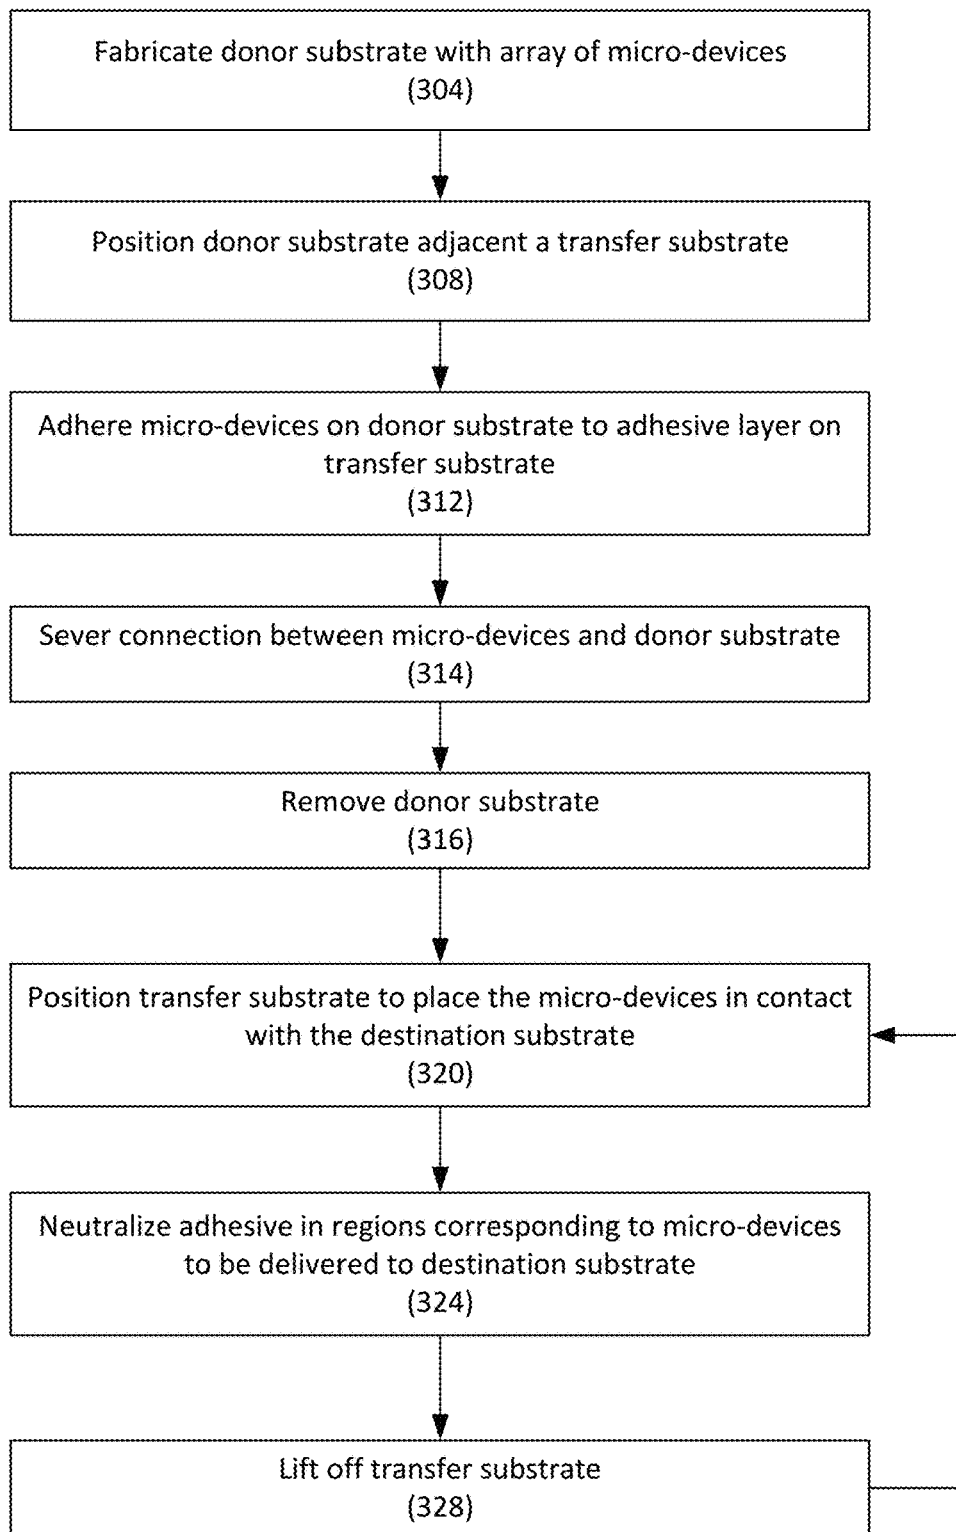 Fabricate donor substrate with array of micro-devices
(304)
Position donor substrate adjacent a transfer substrate
(308)
Adhere micro-devices on donor substrate to adhesive layer on
transfer substrate
(312)
Sever connection between micro-devices and donor substrate
(314)
Remove donor substrate
(316)
Position transfer substrate to place the micro-devices in contact
with the destination substrate
(320)
Neutralize adhesive in regions corresponding to micro-devices
to be delivered to destination substrate
(324)
Lift off transfer substrate
(328)